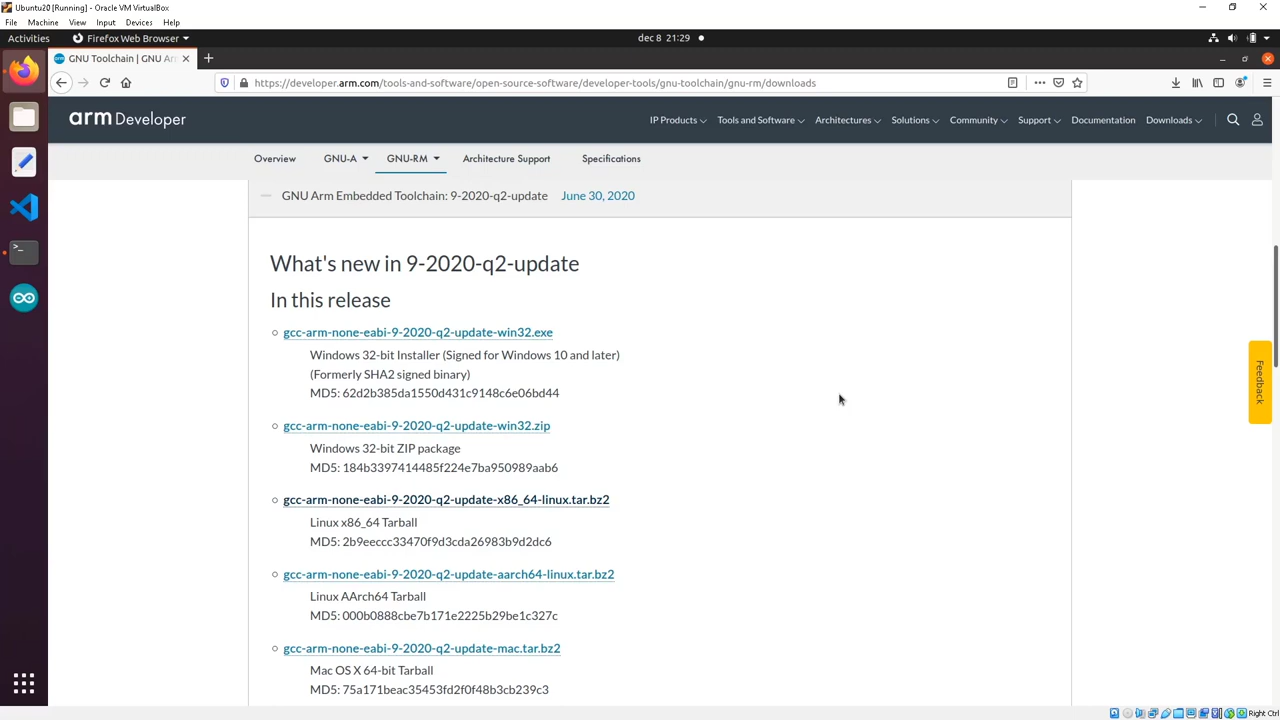 Ubuntu20 [Running] - Oracle VM VirtualBox
File Machine View Input Devices Help
Activities Firefox Web Browser dec 8 21:29
GNU Toolchain | GNU Ar
https://developer.arm.com/tools-and-software/open-source-software/developer-tools/gnu-toolchain/gnu-rm/downloads
arm Developer IP Products Tools and Software Architectures Solutions Community Support Documentation Downloads
Overview GNU-A GNU-RM Architecture Support Specifications
GNU Arm Embedded Toolchain: 9-2020-q2-update June 30, 2020
What's new in 9-2020-q2-update
In this release
gcc-arm-none-eabi-9-2020-q2-update-win32.exe
Windows 32-bit Installer (Signed for Windows 10 and later)
(Formerly SHA2 signed binary)
MD5: 62d2b385da1550d431c9148c6e06bd44
Feedback
gcc-arm-none-eabi-9-2020-q2-update-win32.zip
Windows 32-bit ZIP package
MD5: 184b3397414485f224e7ba950989aab6
gcc-arm-none-eabi-9-2020-q2-update-x86_64-linux.tar.bz2
Linux x86_64 Tarball
MD5: 2b9eeccc33470f9d3cda26983b9d2dc6
gcc-arm-none-eabi-9-2020-q2-update-aarch64-linux.tar.bz2
Linux AArch64 Tarball
MD5: 000b0888cbe7b171e2225b29be1c327c
gcc-arm-none-eabi-9-2020-q2-update-mac.tar.bz2
Mac OS X 64-bit Tarball
MD5: 75a171beac35453fd2f0f48b3cb239c3
Right Ctrl